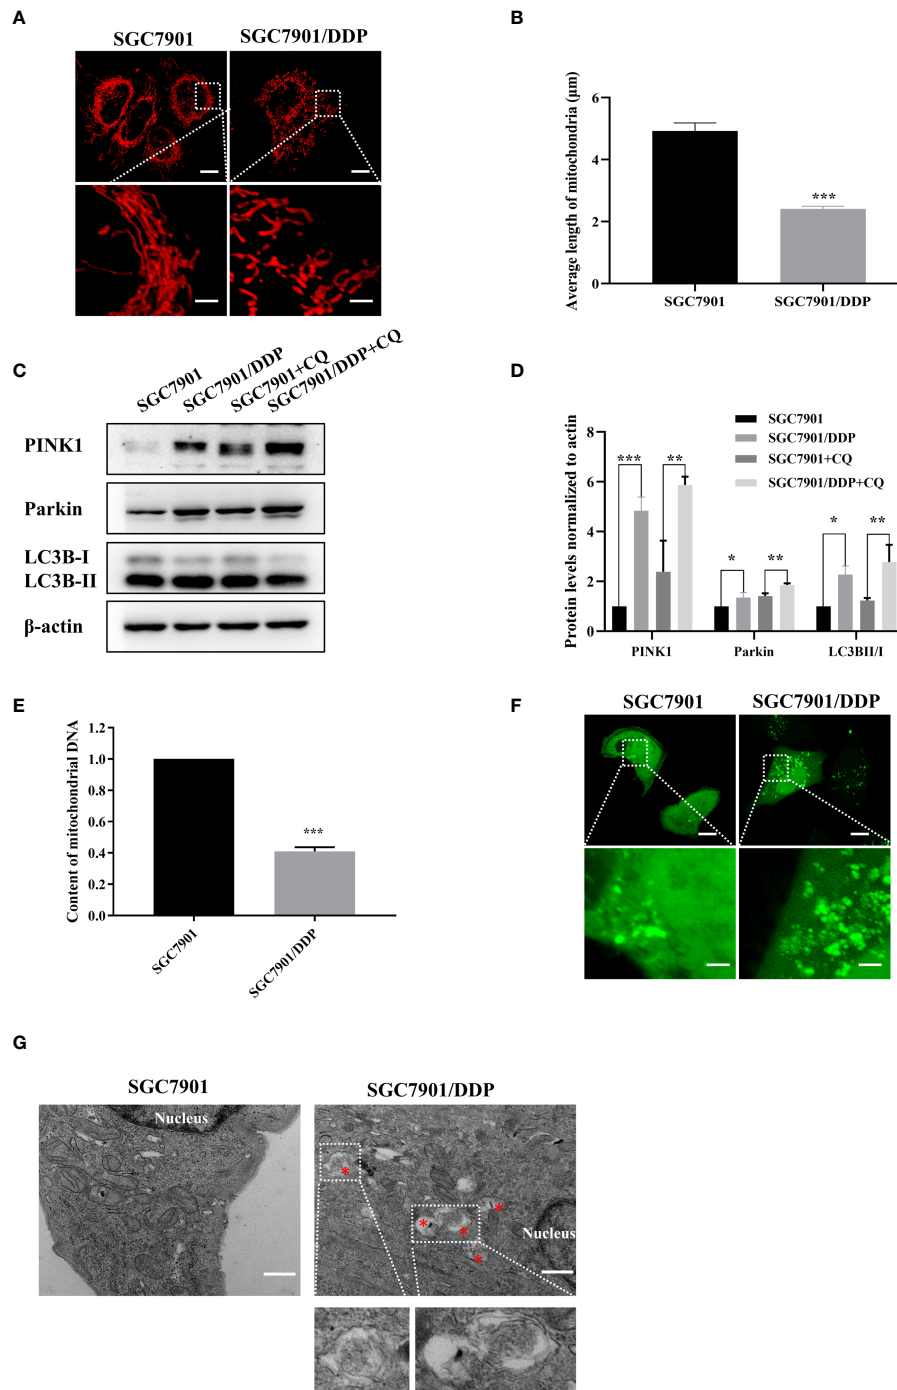 A
SGC7901
SGC7901/DDP
B
Average length of mitochondria (μm)
6
4
2
0
***
SGC7901
SGC7901/DDP
C
SGC7901
SGC7901/DDP
SGC7901+CQ
SGC7901/DDP+CQ
PINK1
Parkin
LC3B-I
LC3B-II
β-actin
D
SGC7901
SGC7901/DDP
SGC7901+CQ
SGC7901/DDP+CQ
Protein levels normalized to actin
8
6
4
2
0
***
**
*
**
*
**
PINK1
Parkin
LC3BII/I
E
Content of mitochondrial DNA
1.2
1.0
0.8
0.6
0.4
0.2
0.0
***
SGC7901
SGC7901/DDP
F
SGC7901
SGC7901/DDP
G
SGC7901
SGC7901/DDP
Nucleus
*
*
*
*
*
Nucleus